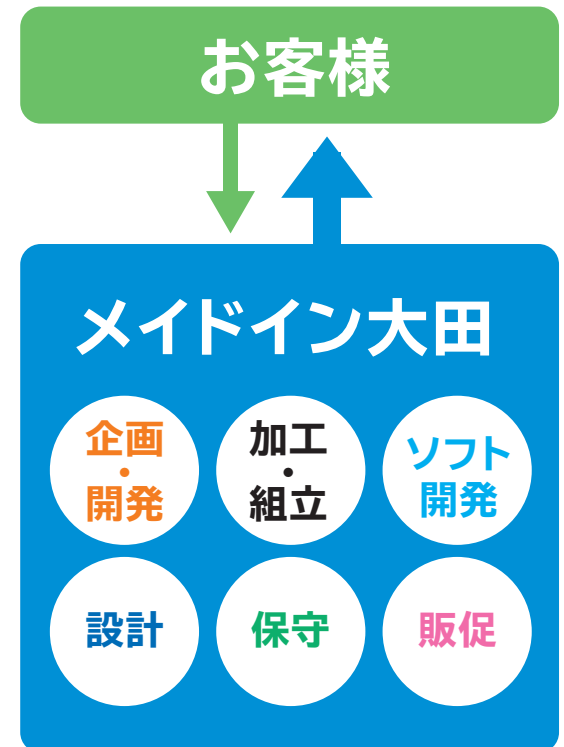 お客様
メイドイン大田
企画
・
開発
加工
・
組立
ソフト
開発
設計
保守
販促